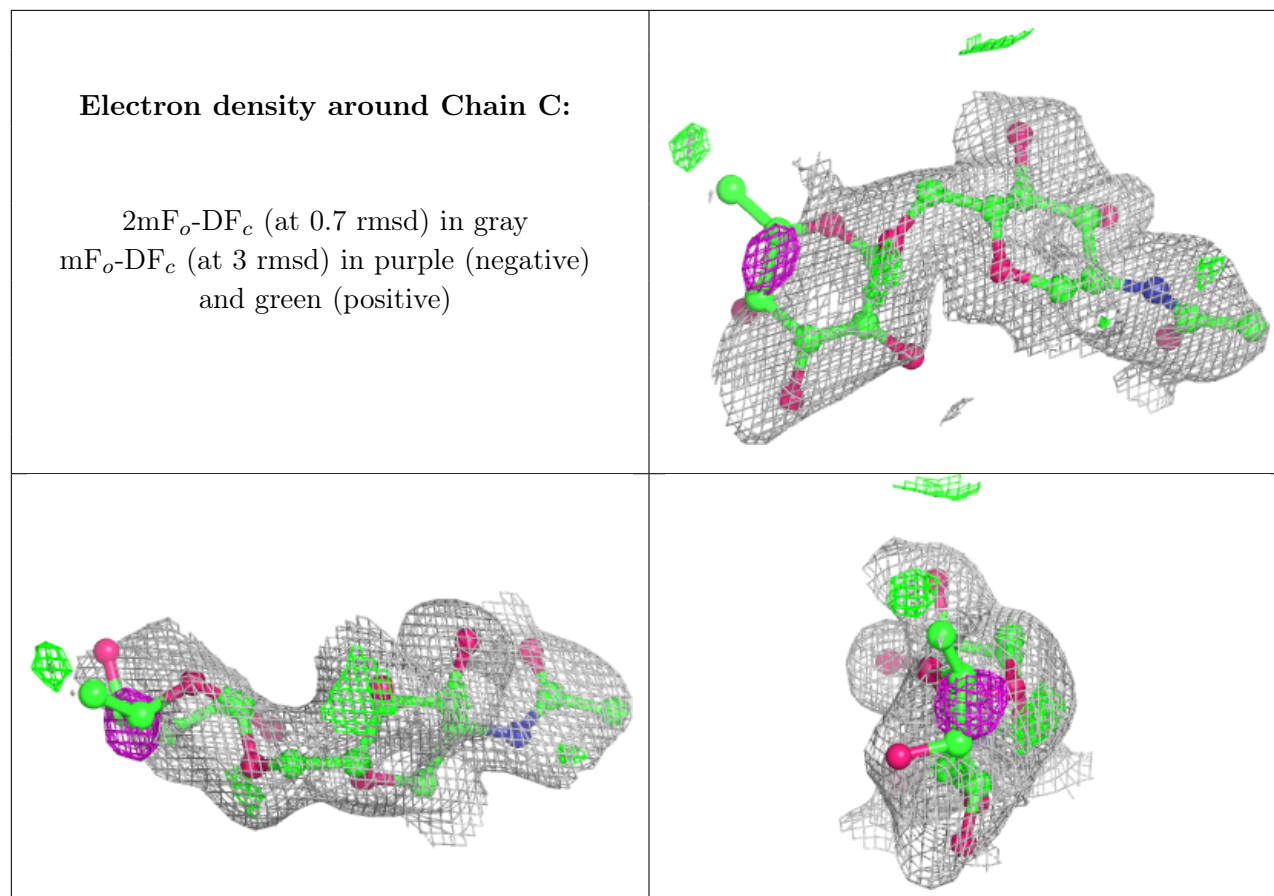 Electron density around Chain C:
2mFo-DFc (at 0.7 rmsd) in gray
mFo-DFc (at 3 rmsd) in purple (negative)
and green (positive)